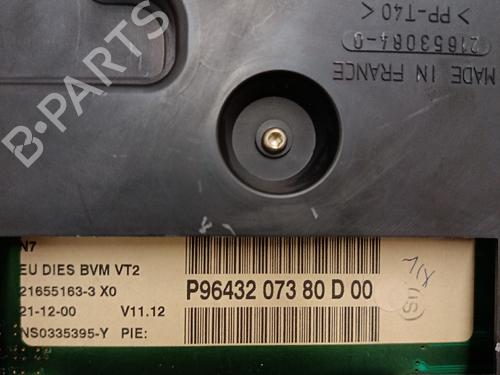 MADE IN FRANCE
21653084-0
>PP-T40<
B-PARTS
N7
EU DIES BVM VT2
21655163-3 X0
21-12-00 V11.12
NS0335395-Y PIE:
P96432 073 80 D 00